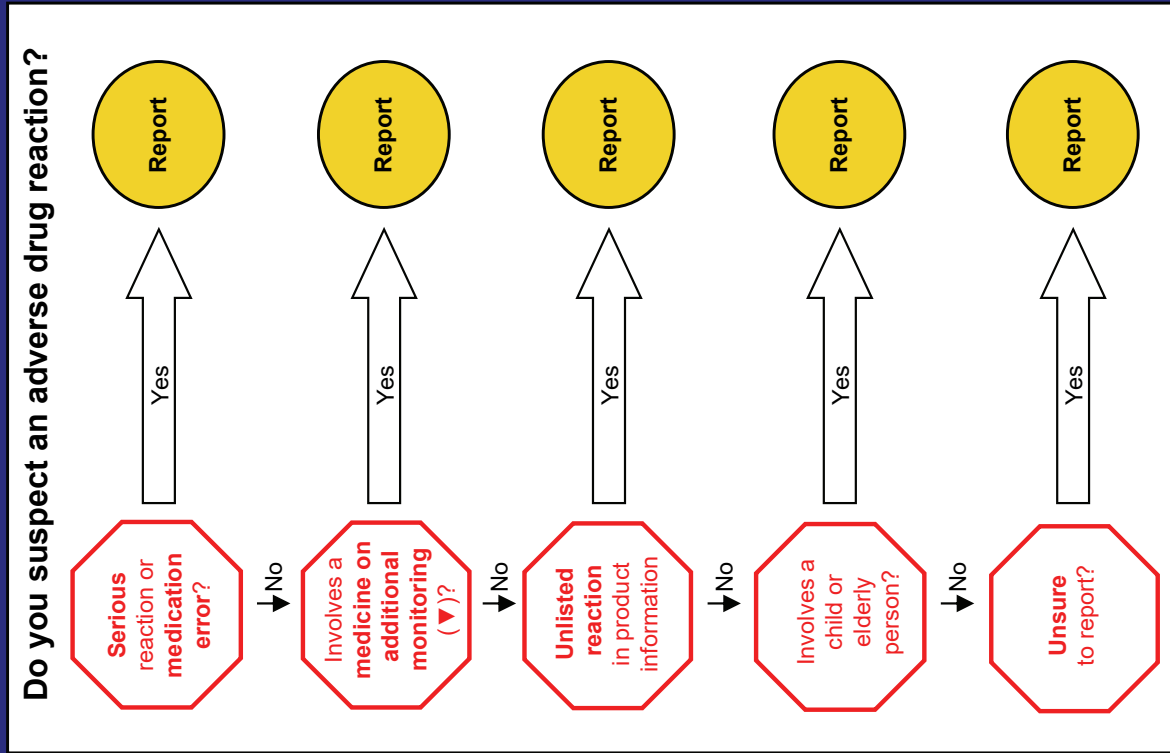 Do you suspect an adverse drug reaction?
Serious
reaction or
medication
error?
Yes
Report
No
Involves a
medicine on
additional
monitoring
(▼)?
Yes
Report
No
Unlisted
reaction
in product
information
Yes
Report
No
Involves a
child or
elderly
person?
Yes
Report
No
Unsure
to report?
Yes
Report